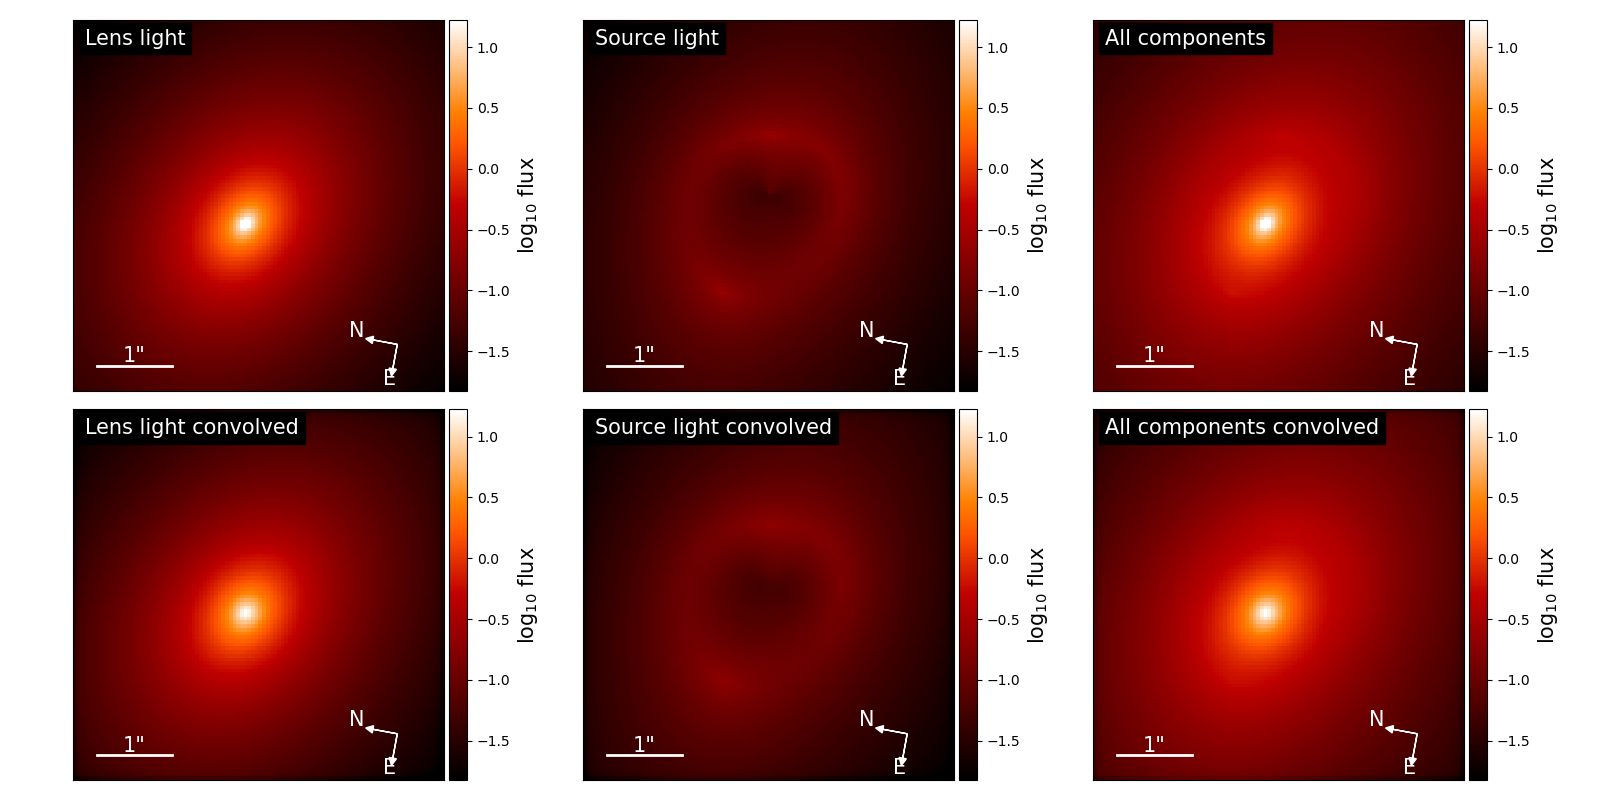 Lens light
1.0
0.5
0.0
−0.5
−1.0
−1.5
log₁₀ flux
N
E
1"
Source light
1.0
0.5
0.0
−0.5
−1.0
−1.5
log₁₀ flux
N
E
1"
All components
1.0
0.5
0.0
−0.5
−1.0
−1.5
log₁₀ flux
N
E
1"
Lens light convolved
1.0
0.5
0.0
−0.5
−1.0
−1.5
log₁₀ flux
N
E
1"
Source light convolved
1.0
0.5
0.0
−0.5
−1.0
−1.5
log₁₀ flux
N
E
1"
All components convolved
1.0
0.5
0.0
−0.5
−1.0
−1.5
log₁₀ flux
N
E
1"